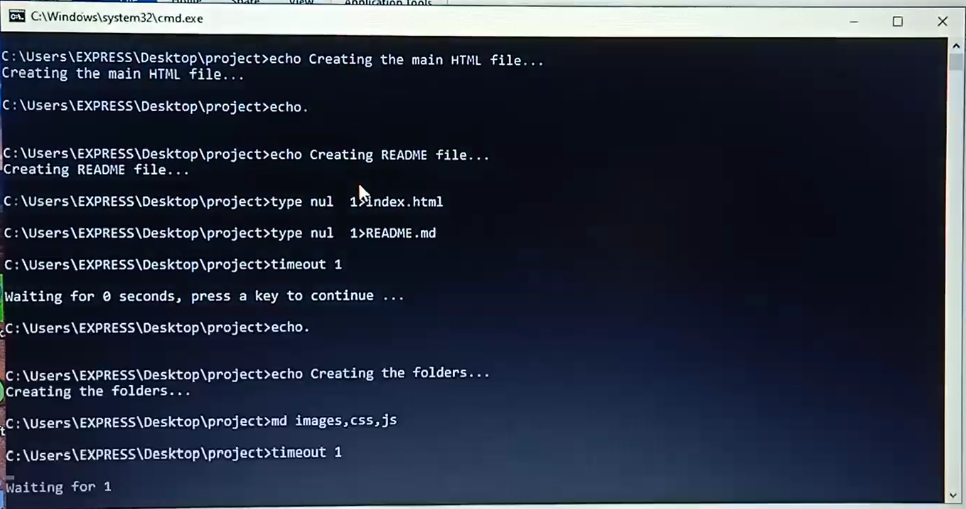 Application Tools
C:\Windows\system32\cmd.exe
C:\Users\EXPRESS\Desktop\project>echo Creating the main HTML file...
Creating the main HTML file...
C:\Users\EXPRESS\Desktop\project>echo.
C:\Users\EXPRESS\Desktop\project>echo Creating README file...
Creating README file...
C:\Users\EXPRESS\Desktop\project>type nul  1>index.html
C:\Users\EXPRESS\Desktop\project>type nul  1>README.md
C:\Users\EXPRESS\Desktop\project>timeout 1
Waiting for 0 seconds, press a key to continue ...
C:\Users\EXPRESS\Desktop\project>echo.
C:\Users\EXPRESS\Desktop\project>echo Creating the folders...
Creating the folders...
C:\Users\EXPRESS\Desktop\project>md images,css,js
C:\Users\EXPRESS\Desktop\project>timeout 1
Waiting for 1